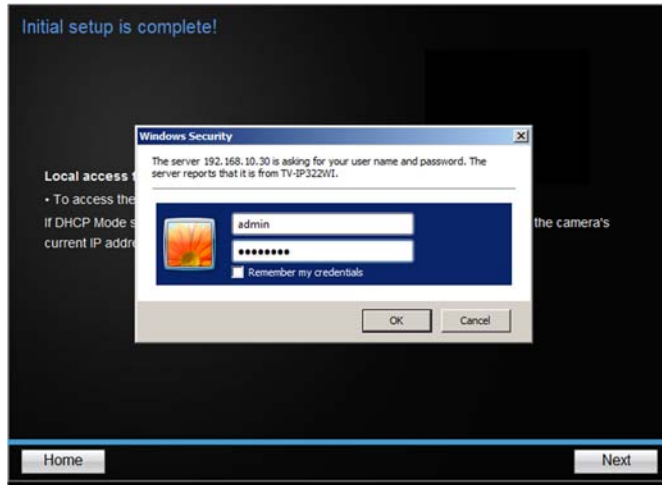 Initial setup is complete!
Windows Security
The server 192.168.10.30 is asking for your user name and password. The
server reports that it is from TV-IP322WI.
Local access
• To access the
If DHCP Mode the camera's
current IP
admin
••••••••
Remember my credentials
OK Cancel
Home Next